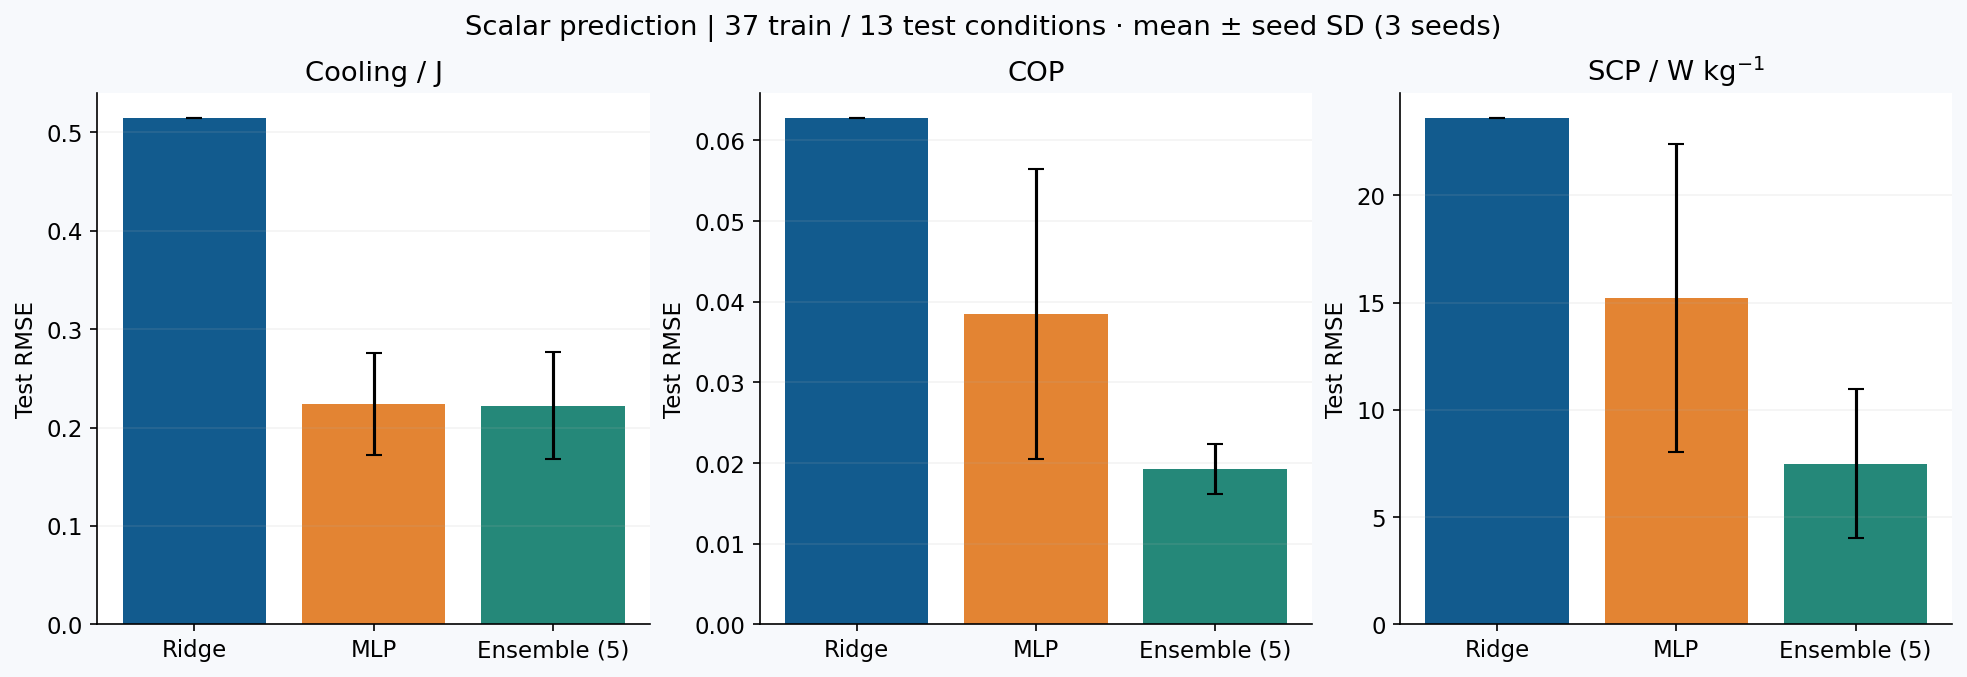 Scalar prediction | 37 train / 13 test conditions · mean ± seed SD (3 seeds)
Cooling / J
Test RMSE
0.5
0.4
0.3
0.2
0.1
0.0
Ridge MLP Ensemble (5)
COP
Test RMSE
0.06
0.05
0.04
0.03
0.02
0.01
0.00
Ridge MLP Ensemble (5)
SCP / W kg⁻¹
Test RMSE
20
15
10
5
0
Ridge MLP Ensemble (5)